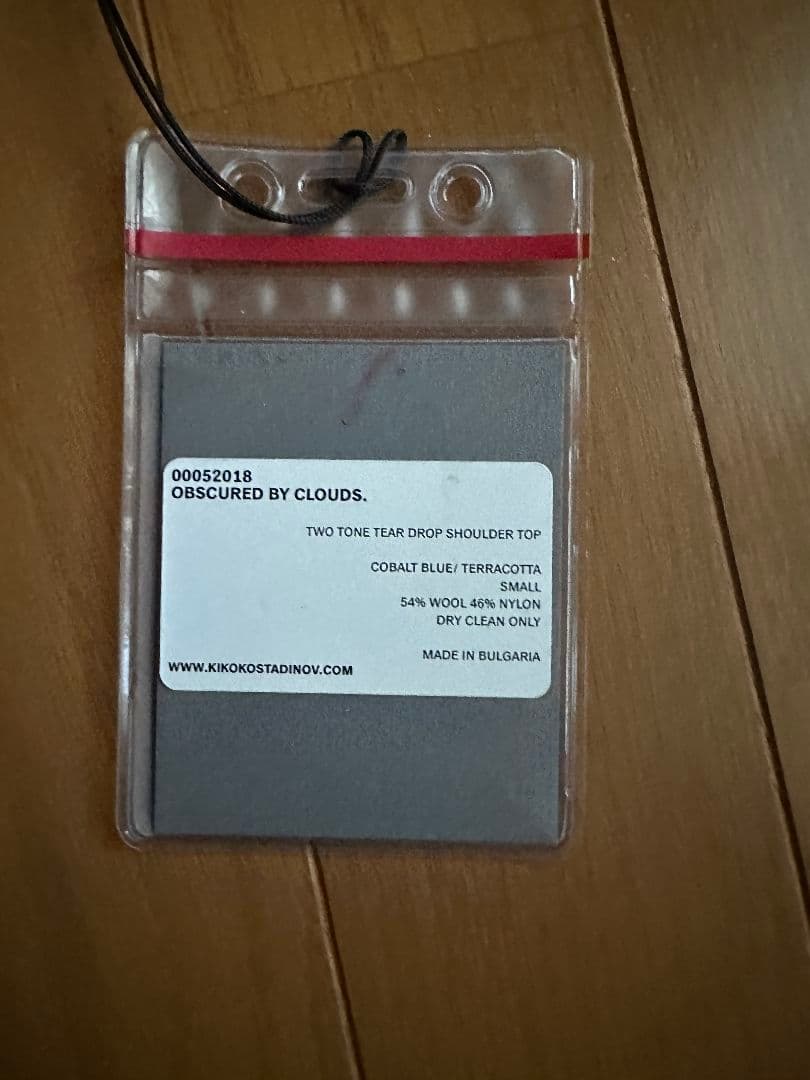 00052018
OBSCURED BY CLOUDS.
TWO TONE TEAR DROP SHOULDER TOP
COBALT BLUE/ TERRACOTTA
SMALL
54% WOOL 46% NYLON
DRY CLEAN ONLY
MADE IN BULGARIA
WWW.KIKOKOSTADINOV.COM